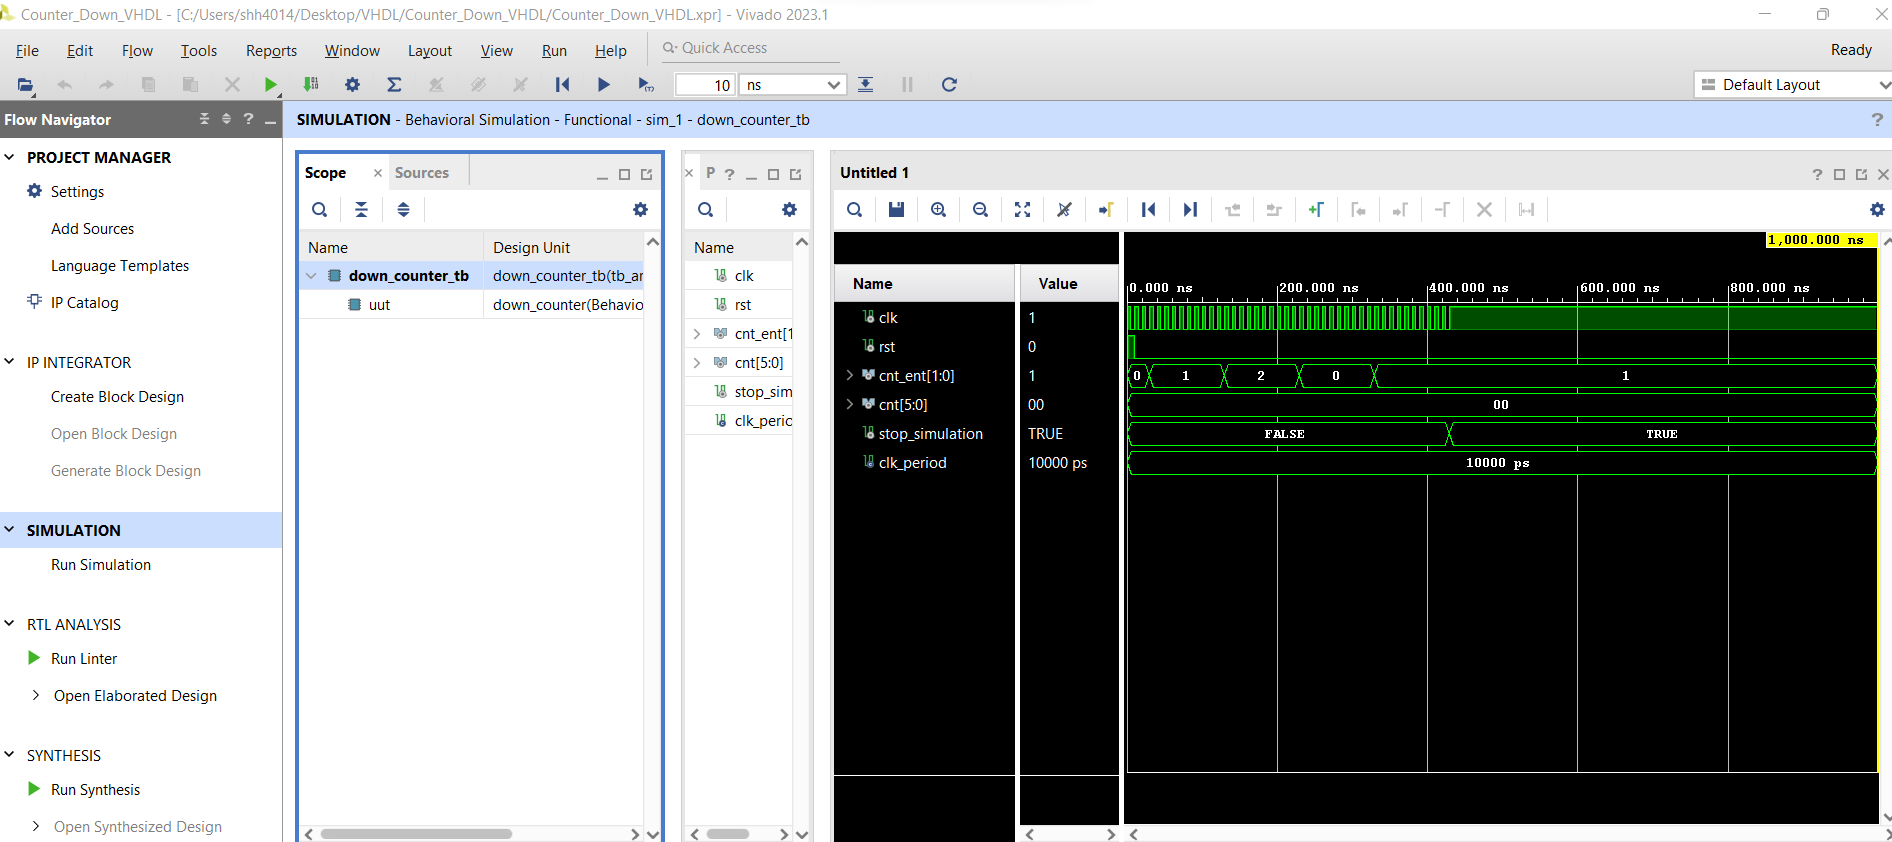 Counter_Down_VHDL - [C:/Users/shh4014/Desktop/VHDL/Counter_Down_VHDL/Counter_Down_VHDL.xpr] - Vivado 2023.1
File Edit Flow Tools Reports Window Layout View Run Help Quick Access Ready
10 ns Default Layout
Flow Navigator
SIMULATION - Behavioral Simulation - Functional - sim_1 - down_counter_tb
PROJECT MANAGER
Settings
Add Sources
Language Templates
IP Catalog
IP INTEGRATOR
Create Block Design
Open Block Design
Generate Block Design
SIMULATION
Run Simulation
RTL ANALYSIS
Run Linter
Open Elaborated Design
SYNTHESIS
Run Synthesis
Open Synthesized Design
Scope Sources
Name Design Unit
down_counter_tb down_counter_tb(tb_ar
uut down_counter(Behavio
P
Name
clk
rst
cnt_ent[1
cnt[5:0]
stop_sim
clk_peric
Untitled 1
1,000.000 ns
Name Value 0.000 ns 200.000 ns 400.000 ns 600.000 ns 800.000 ns
clk 1
rst 0
cnt_ent[1:0] 1 0 1 2 0 1
cnt[5:0] 00 00
stop_simulation TRUE FALSE TRUE
clk_period 10000 ps 10000 ps